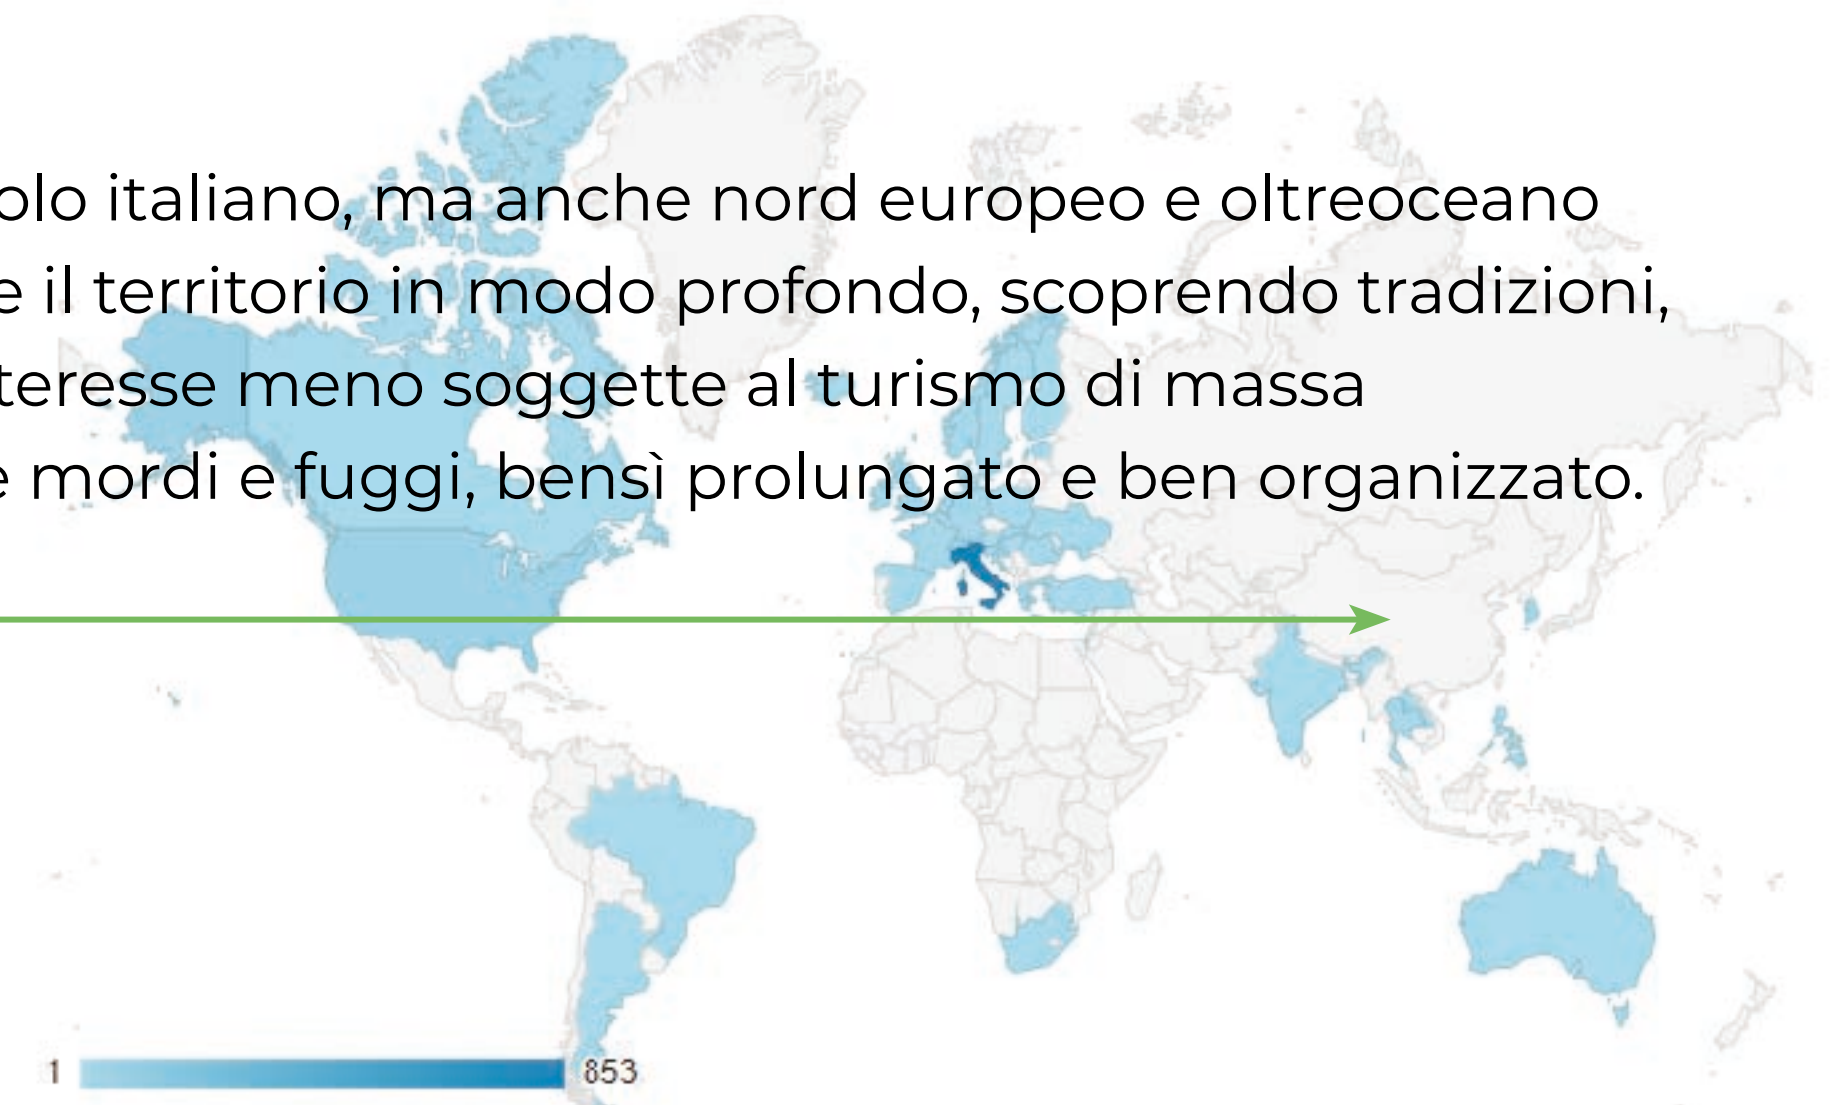 olo italiano, ma anche nord europeo e oltreoceano
e il territorio in modo profondo, scoprendo tradizioni,
teresse meno soggette al turismo di massa
e mordi e fuggi, bensì prolungato e ben organizzato.
1 853